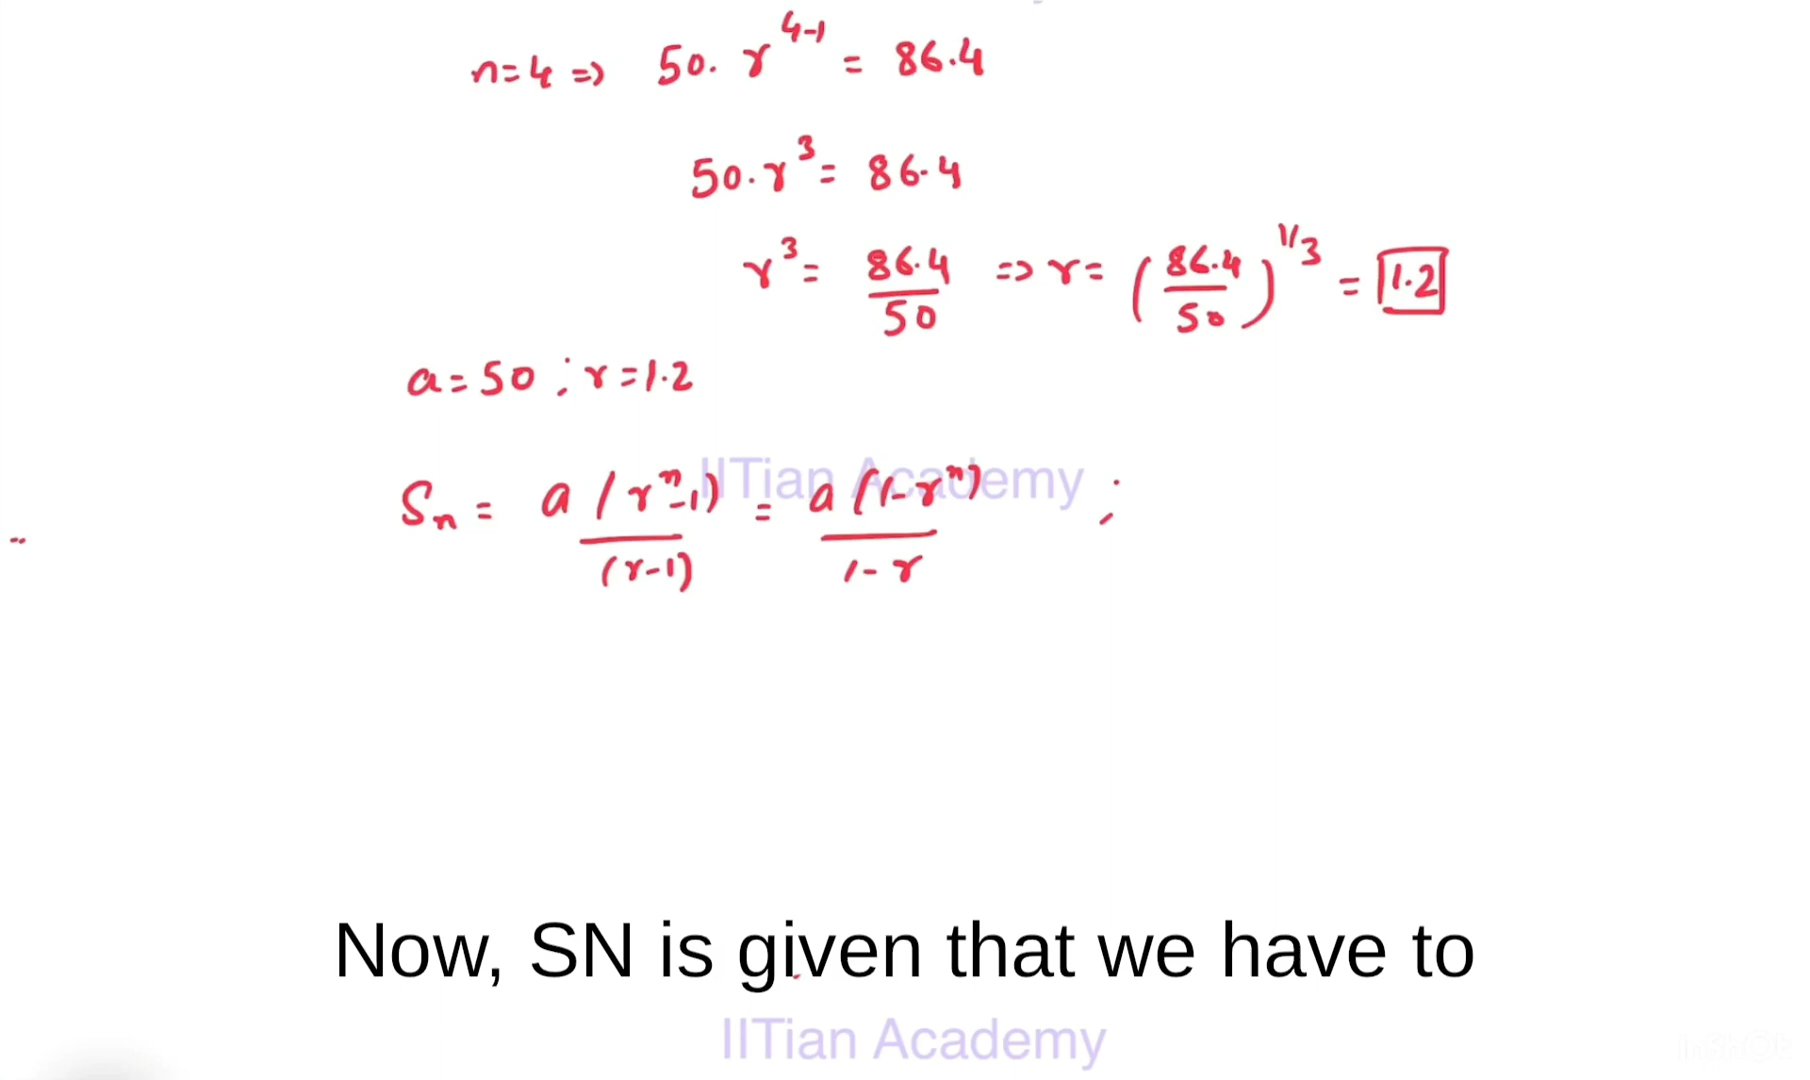 n=4 => 50. r^{4-1} = 86.4
50.r^3 = 86.4
r^3 = 86.4/50 => r = (86.4/50)^{1/3} = 1.2
a=50 ; r=1.2
IITian Academy
S_n = a(r^n-1)/(r-1) = a(1-r^n)/1-r ;
Now, SN is given that we have to
IITian Academy